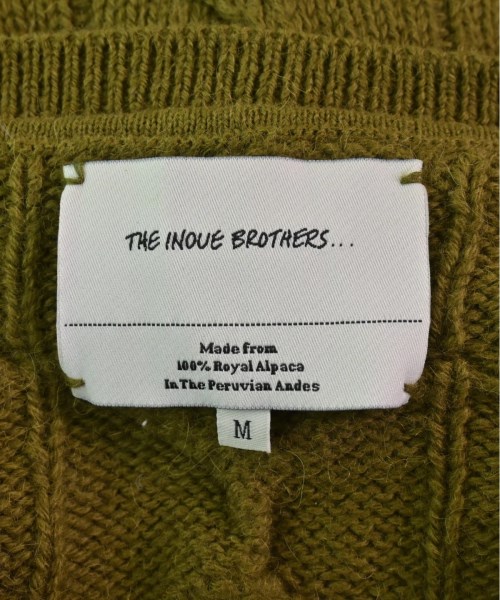 THE INOUE BROTHERS...
Made from
100% Royal Alpaca
In The Peruvian Andes
M